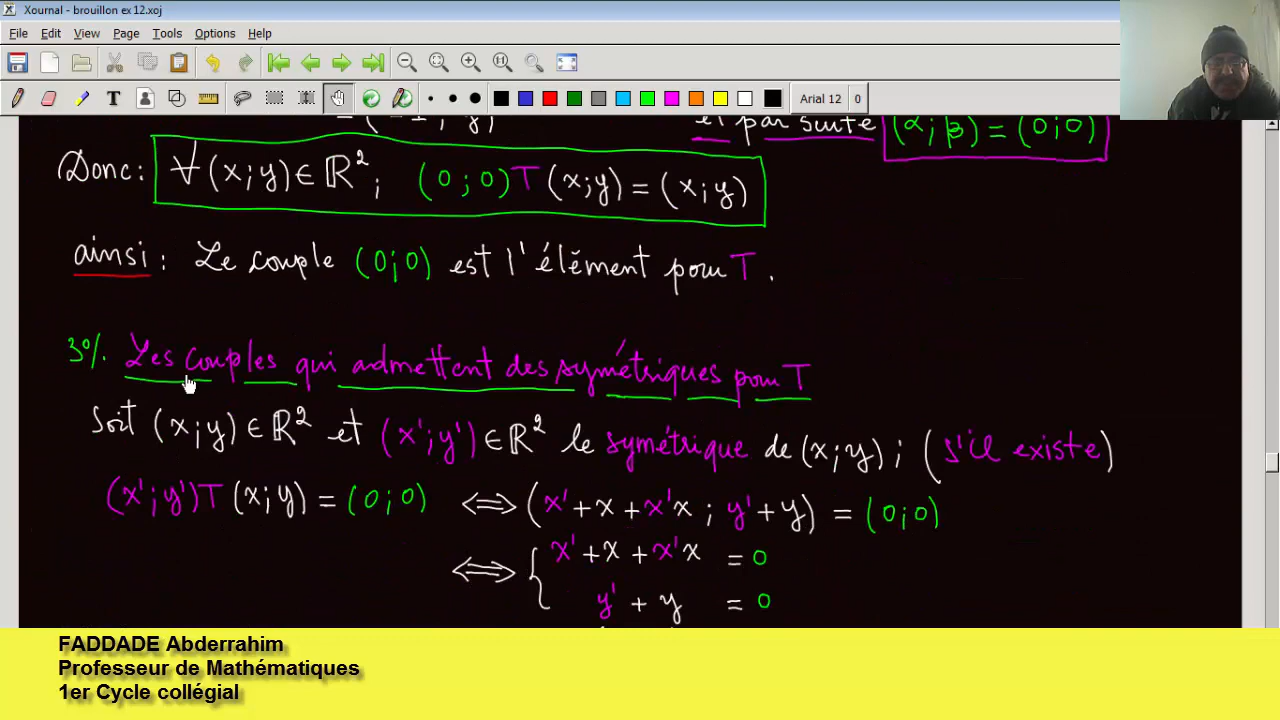 Xournal - brouillon ex 12.xoj
File Edit View Page Tools Options Help
Arial 12 0
et par suite (α;β) = (0;0)
Donc: ∀(x;y)∈ℝ²; (0;0)T(x;y) = (x;y)
ainsi: Le couple (0;0) est l'élément pour T.
3°/. Les couples qui admettent des symétriques pour T
Soit (x;y)∈ℝ² et (x';y')∈ℝ² le symétrique de (x;y); (s'il existe)
(x';y')T(x;y) = (0;0) ⟺ (x'+x+x'x; y'+y) = (0;0)
⟺ { x'+x+x'x = 0
y'+y = 0
FADDADE Abderrahim
Professeur de Mathématiques
1er Cycle collégial